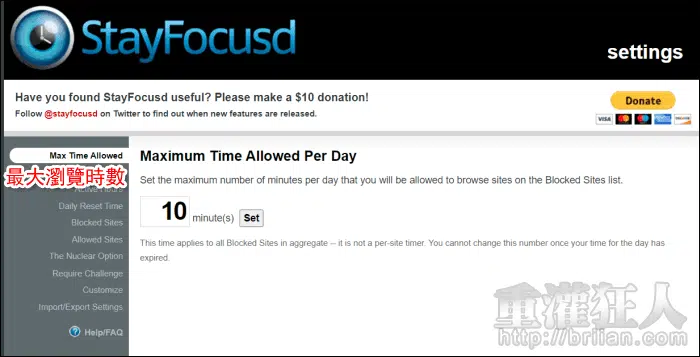 StayFocusd
settings
Have you found StayFocusd useful? Please make a $10 donation!
Follow @stayfocusd on Twitter to find out when new features are released.
Donate
VISA
Max Time Allowed
最大瀏覽時數
Active Hours
Daily Reset Time
Blocked Sites
Allowed Sites
The Nuclear Option
Require Challenge
Customize
Import/Export Settings
Help/FAQ
Maximum Time Allowed Per Day
Set the maximum number of minutes per day that you will be allowed to browse sites on the Blocked Sites list.
10 minute(s) Set
This time applies to all Blocked Sites in aggregate -- it is not a per-site timer. You cannot change this number once your time for the day has
expired.
重灌狂人
http://briian.com